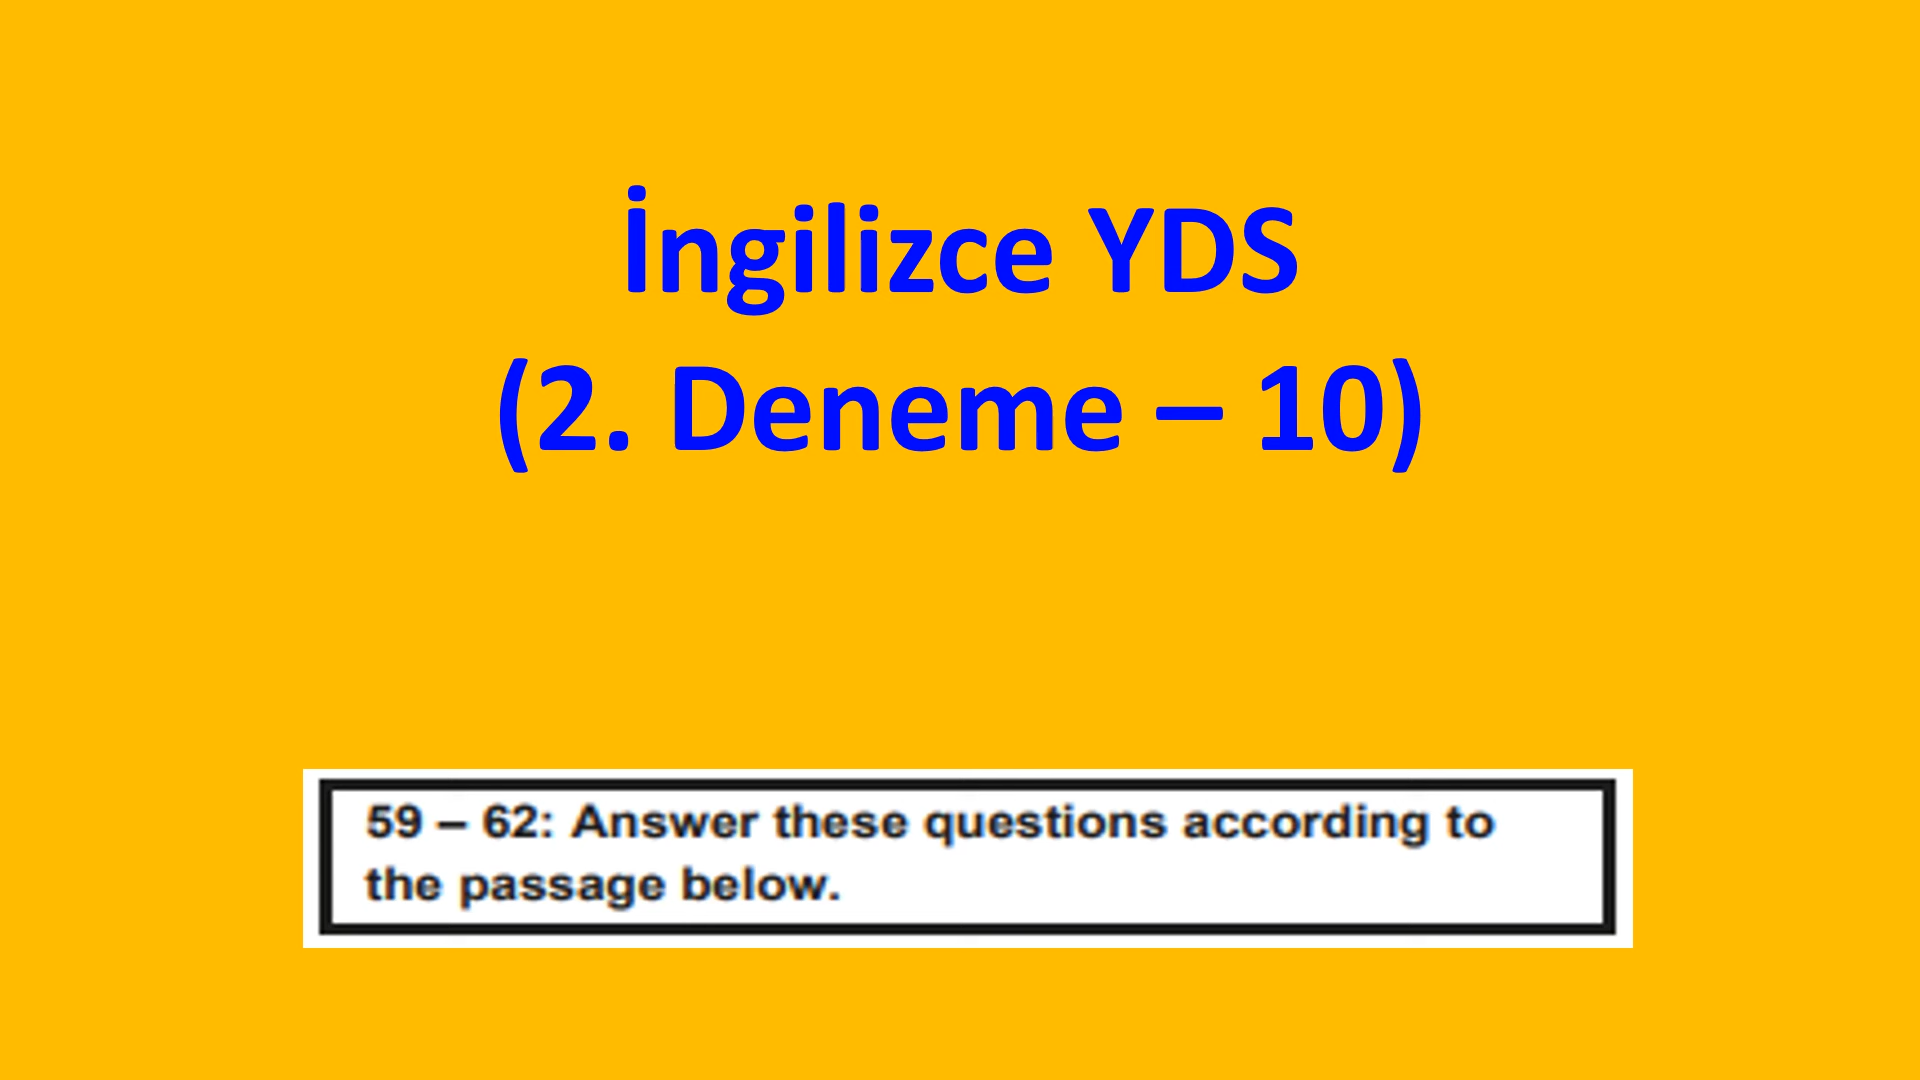 İngilizce YDS
(2. Deneme – 10)
59 – 62: Answer these questions according to
the passage below.